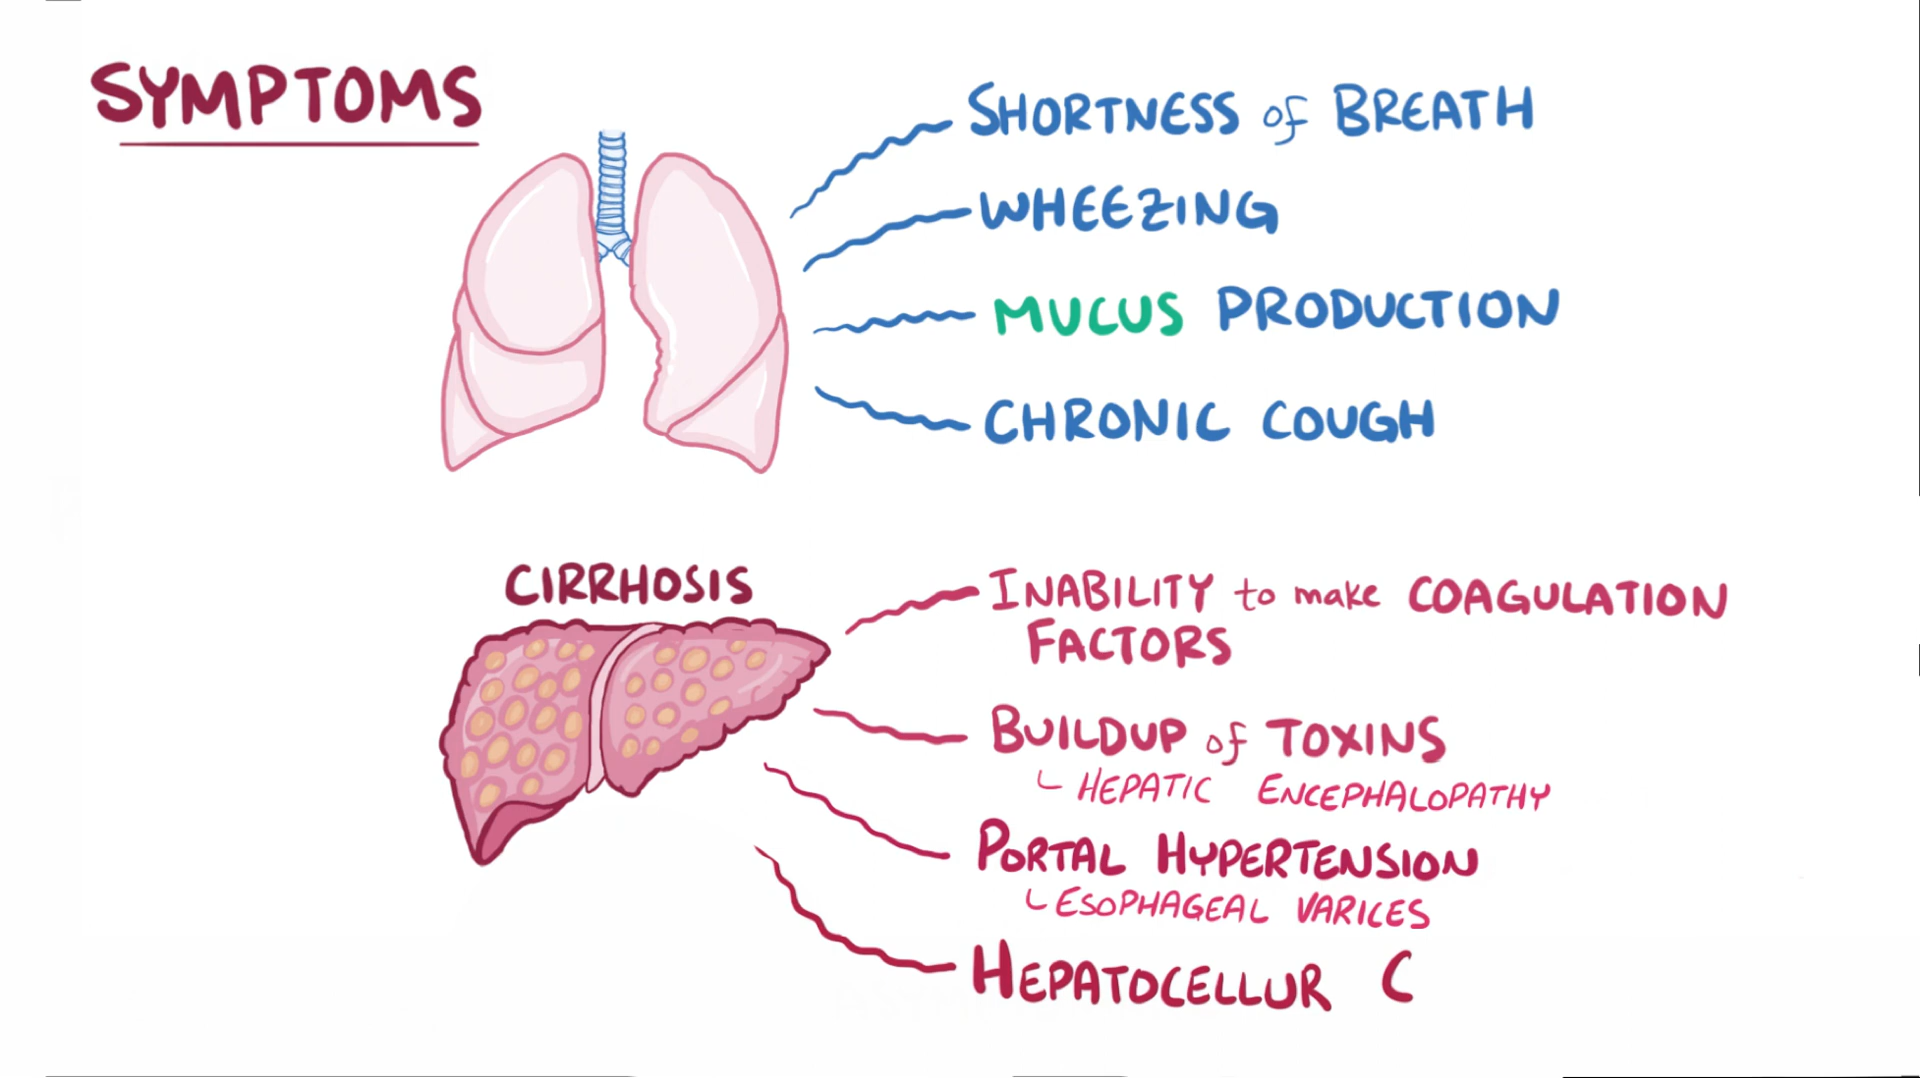 SYMPTOMS
SHORTNESS of BREATH
WHEEZING
MUCUS PRODUCTION
CHRONIC COUGH
CIRRHOSIS
INABILITY to make COAGULATION
FACTORS
BUILDUP of TOXINS
HEPATIC ENCEPHALOPATHY
PORTAL HYPERTENSION
ESOPHAGEAL VARICES
HEPATOCELLUR C